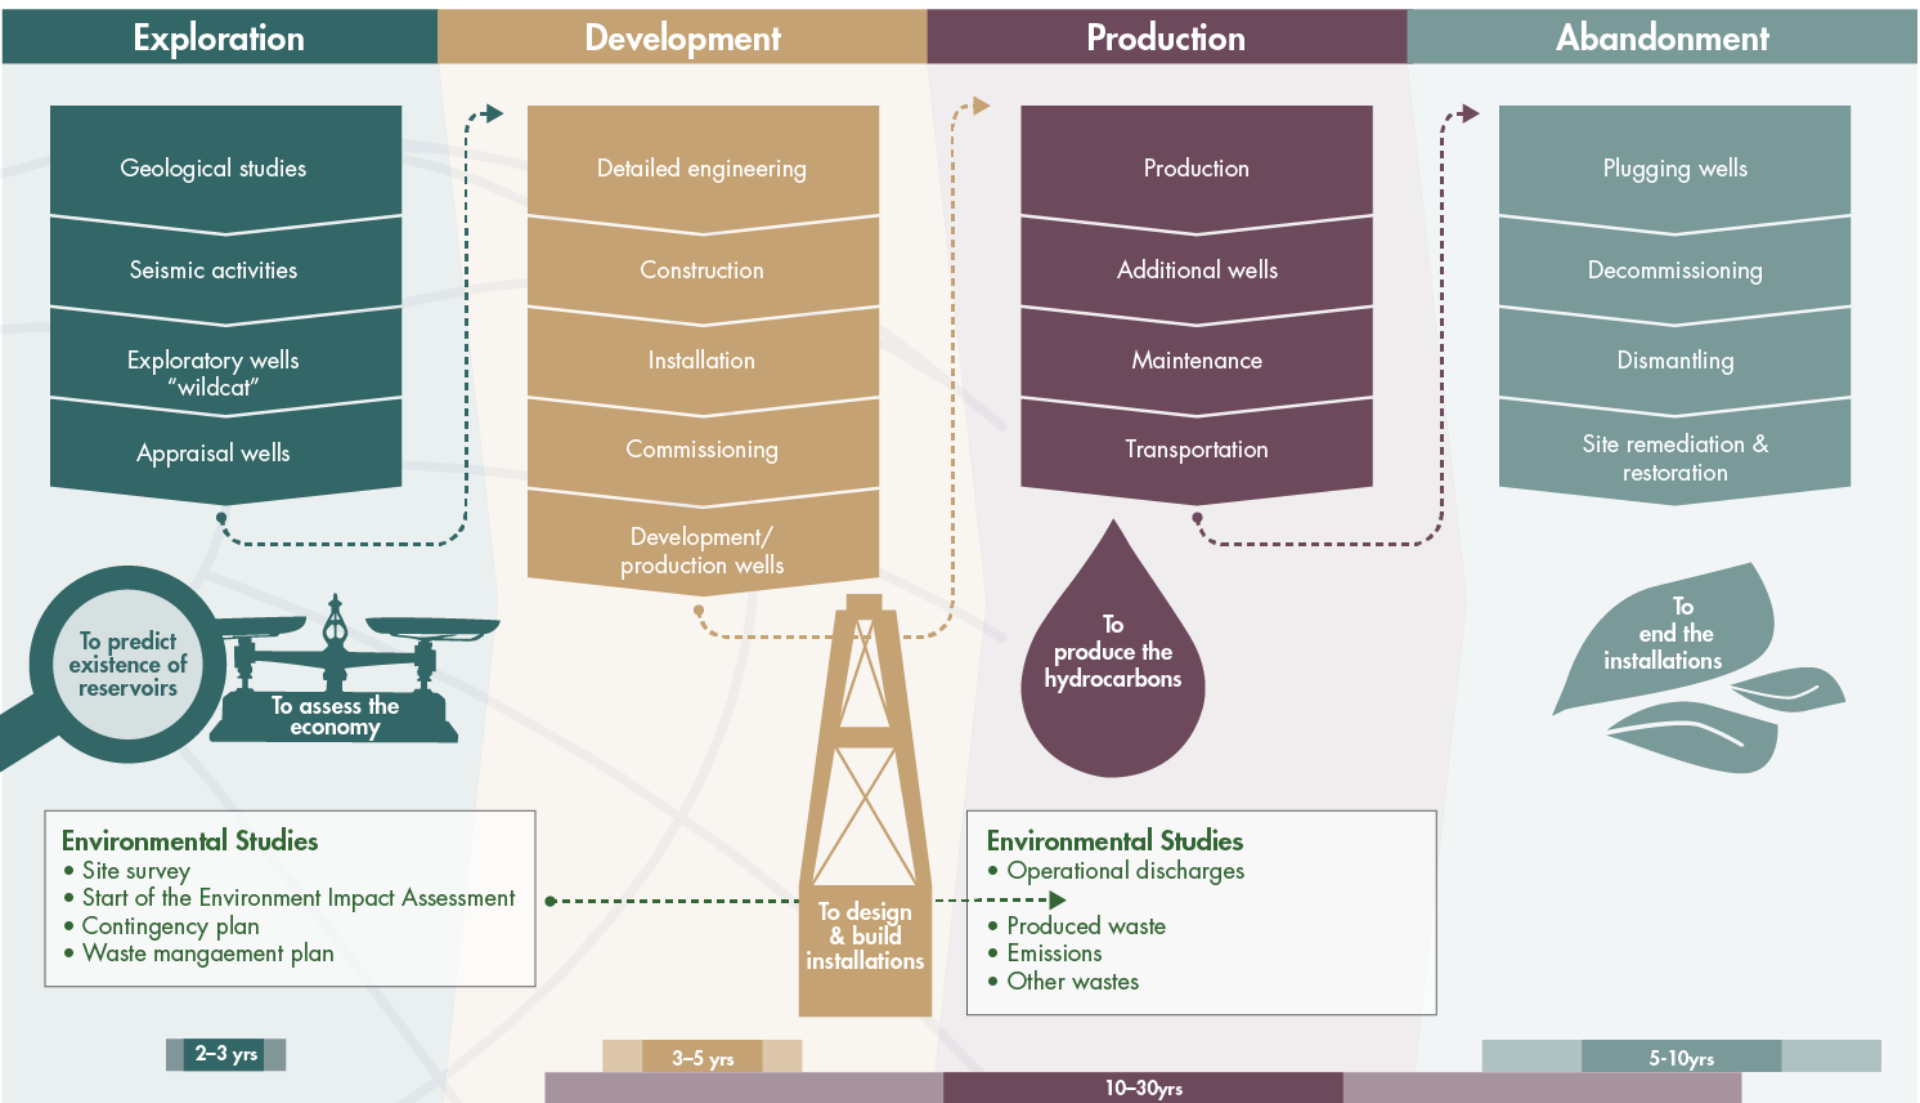 Exploration
Geological studies
Seismic activities
Exploratory wells
“wildcat”
Appraisal wells
To predict
existence of
reservoirs
To assess the
economy
Development
Detailed engineering
Construction
Installation
Commissioning
Development/
production wells
To design
& build
installations
Production
Production
Additional wells
Maintenance
Transportation
To
produce the
hydrocarbons
Abandonment
Plugging wells
Decommissioning
Dismantling
Site remediation &
restoration
To
end the
installations
Environmental Studies
• Site survey
• Start of the Environment Impact Assessment
• Contingency plan
• Waste mangaement plan
Environmental Studies
• Operational discharges
• Produced waste
• Emissions
• Other wastes
2–3 yrs
3–5 yrs
10–30yrs
5-10yrs